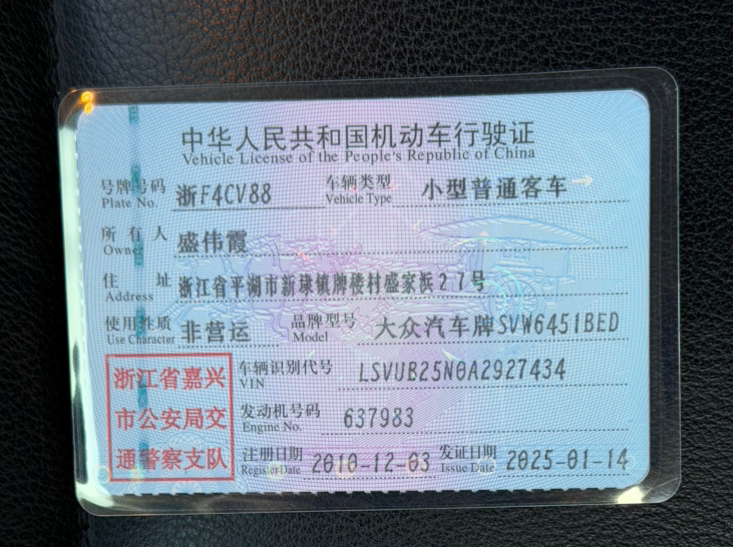 中华人民共和国机动车行驶证
Vehicle License of the People's Republic of China
号牌号码 浙F4CV88 车辆类型 小型普通客车
Plate No. Vehicle Type
所有人 盛伟霞
Owner
住址 浙江省平湖市新埭镇牌楼村盛家浜27号
Address
使用性质 非营运 品牌型号 大众汽车牌SVW6451BED
Use Character Model
浙江省嘉兴
市公安局交
通警察支队
车辆识别代号 LSVUB25N0A2927434
VIN
发动机号码 637983
Engine No.
注册日期 2010-12-03 发证日期 2025-01-14
Register Date Issue Date